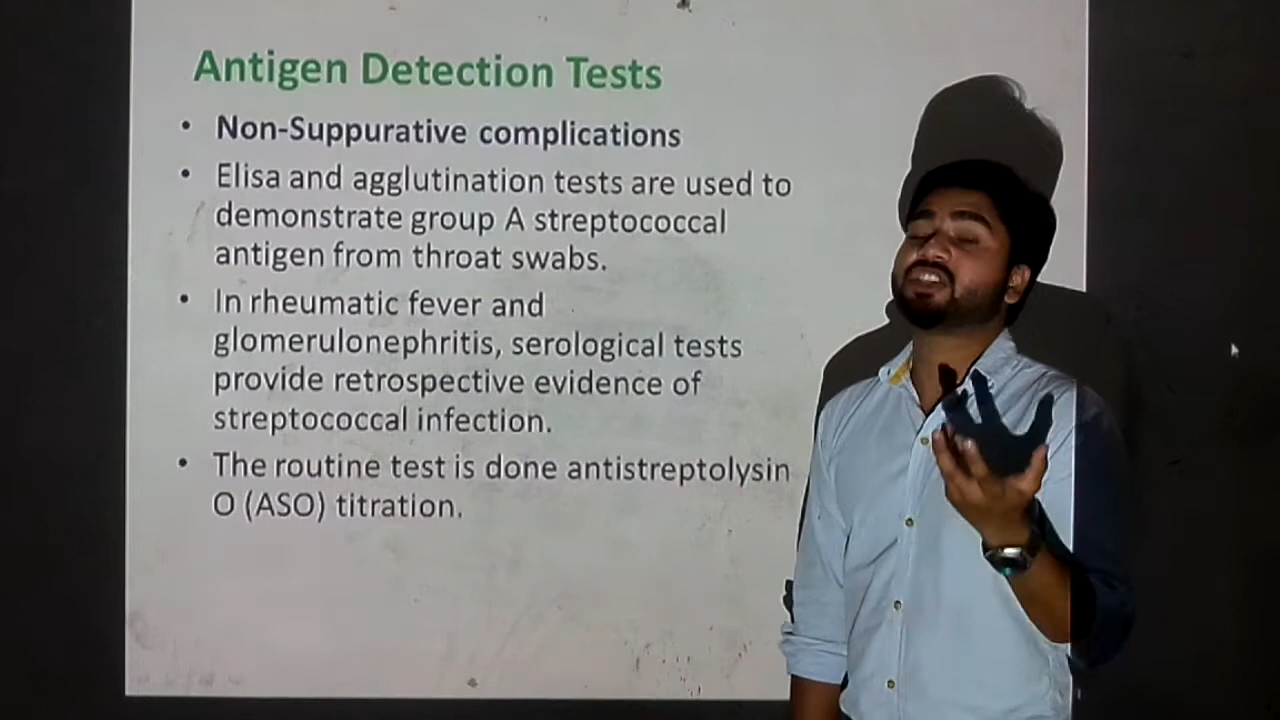 Antigen Detection Tests
• Non-Suppurative complications
• Elisa and agglutination tests are used to
demonstrate group A streptococcal
antigen from throat swabs.
• In rheumatic fever and
glomerulonephritis, serological tests
provide retrospective evidence of
streptococcal infection.
• The routine test is done antistreptolysin
O (ASO) titration.